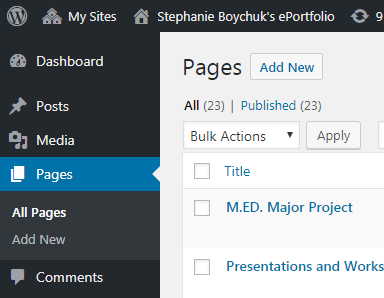 My Sites Stephanie Boychuk's ePortfolio 9
Dashboard
Posts
Media
Pages
All Pages
Add New
Comments
Pages Add New
All (23) | Published (23)
Bulk Actions Apply
Title
M.ED. Major Project
Presentations and Works